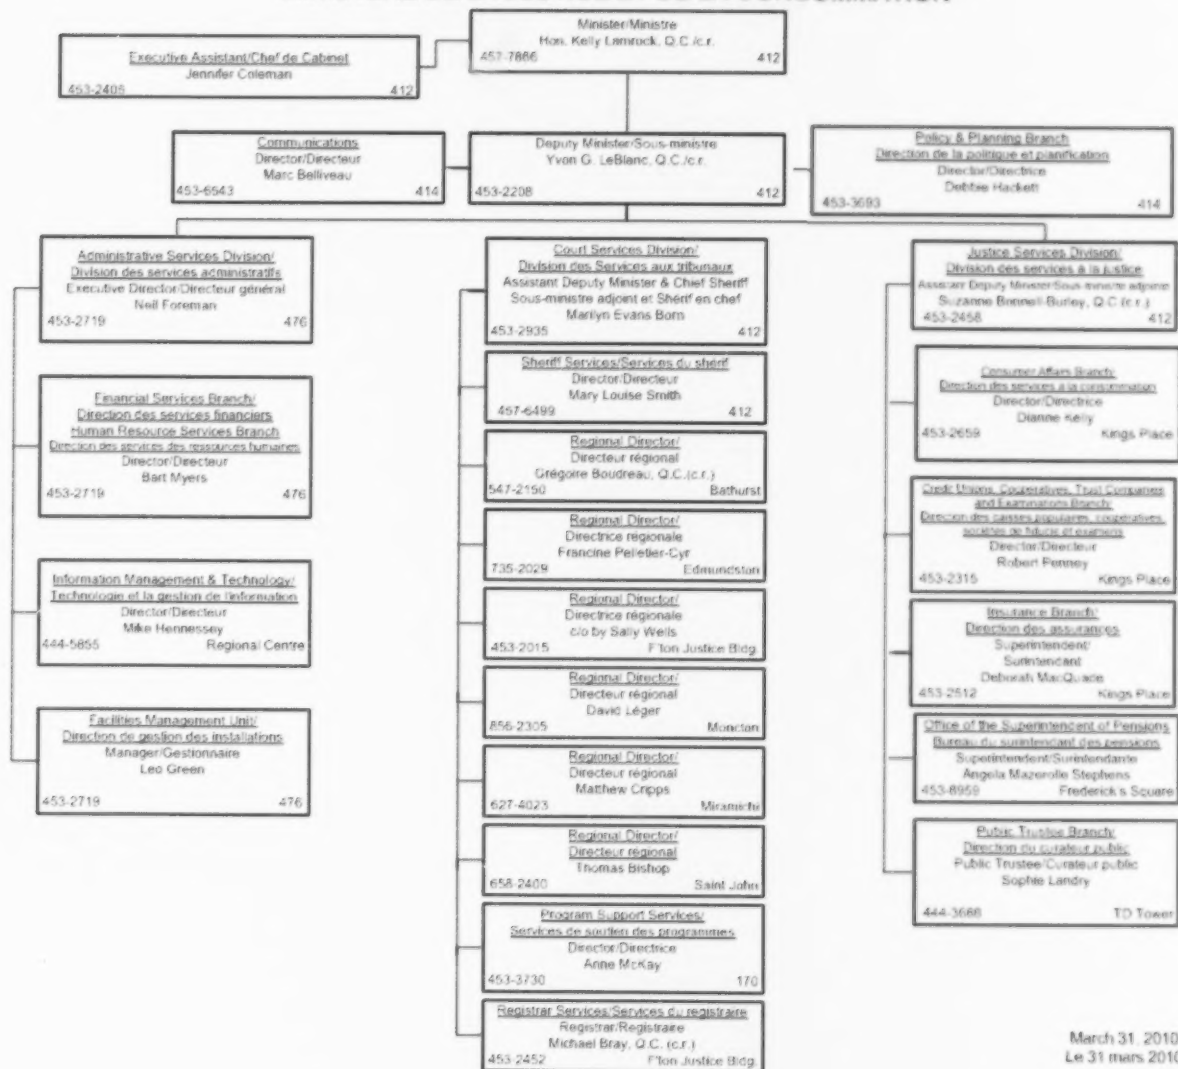 Minister/Ministre
Hon. Kelly Lamrock, Q.C./c.r.
457-7866 412
Executive Assistant/Chef de Cabinet
Jennifer Coleman
453-2406 412
Communications
Director/Directeur
Marc Belliveau
453-6543 414
Deputy Minister/Sous-ministre
Yvon G. LeBlanc, Q.C./c.r.
453-2208 412
Policy & Planning Branch
Direction de la politique et planification
Director/Directrice
Debbie Hackett
453-3693 414
Administrative Services Division/
Division des services administratifs
Executive Director/Directeur général
Neil Foreman
453-2719 476
Financial Services Branch/
Direction des services financiers
Human Resource Services Branch
Direction des services des ressources humaines
Director/Directeur
Bart Myers
453-2719 476
Information Management & Technology/
Technologie et la gestion de l'information
Director/Directeur
Mike Hennessey
444-5855 Regional Centre
Facilities Management Unit/
Direction de gestion des installations
Manager/Gestionnaire
Leo Green
453-2719 476
Court Services Division/
Division des Services aux tribunaux
Assistant Deputy Minister & Chief Sheriff
Sous-ministre adjoint et Shérif en chef
Marilyn Evans Born
453-2935 412
Sheriff Services/Services du shérif
Director/Directeur
Mary Louise Smith
457-6499 412
Regional Director/
Directeur régional
Grégoire Boudreau, Q.C.(c.r.)
547-2150 Bathurst
Regional Director/
Directrice régionale
Francine Pelletier-Cyr
735-2029 Edmundston
Regional Director/
Directrice régionale
c/o by Sally Wells
453-2015 F'ton Justice Bldg.
Regional Director/
Directeur régional
David Léger
856-2305 Moncton
Regional Director/
Directeur régional
Matthew Cripps
627-4023 Miramichi
Regional Director/
Directeur régional
Thomas Bishop
658-2400 Saint John
Program Support Services/
Services de soutien des programmes
Director/Directrice
Anne McKay
453-3730 170
Registrar Services/Services du registraire
Registrar/Registraire
Michael Bray, Q.C. (c.r.)
453-2452 F'ton Justice Bldg.
Justice Services Division/
Division des services à la justice
Assistant Deputy Minister/Sous-ministre adjointe
Suzanne Bonnell-Burley, Q.C.(c.r.)
453-2458 412
Consumer Affairs Branch/
Direction des services à la consommation
Director/Directrice
Dianne Kelly
453-2659 Kings Place
Credit Unions, Cooperatives, Trust Companies
and Examinations Branch/
Direction des caisses populaires, coopératives,
sociétés de fiducie et examens
Director/Directeur
Robert Penney
453-2315 Kings Place
Insurance Branch/
Direction des assurances
Superintendent/
Surintendant
Deborah MacQuade
453-2512 Kings Place
Office of the Superintendent of Pensions
Bureau du surintendant des pensions
Superintendent/Surintendante
Angela Mazerolle Stephens
453-8959 Frederick's Square
Public Trustee Branch/
Direction du curateur public
Public Trustee/Curateur public
Sophie Landry
444-3688 TD Tower
March 31, 2010
Le 31 mars 2010